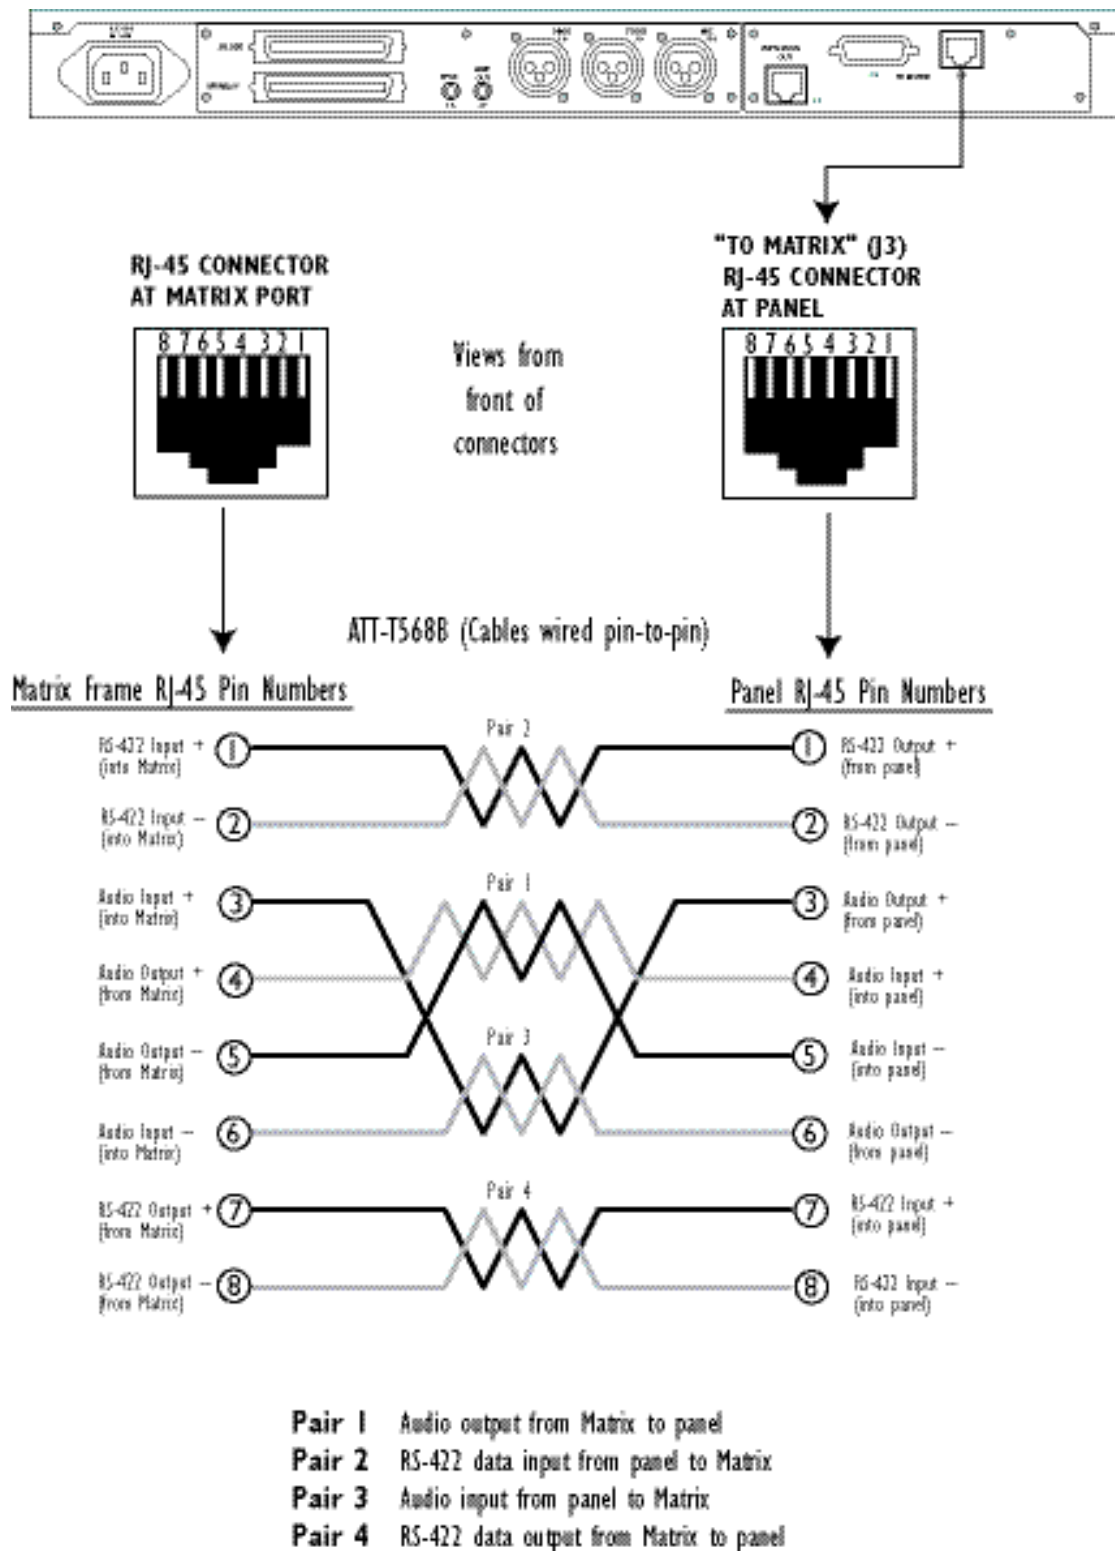 "TO MATRIX" (J3)
RJ-45 CONNECTOR
AT PANEL
RJ-45 CONNECTOR
AT MATRIX PORT
8 7 6 5 4 3 2 1
8 7 6 5 4 3 2 1
Views from
front of
connectors
ATT-T568B (Cables wired pin-to-pin)
Matrix Frame RJ-45 Pin Numbers
Panel RJ-45 Pin Numbers
Pair 2
RS-422 Input +
(into Matrix)
1
1
RS-422 Output +
(from panel)
RS-422 Input –
(into Matrix)
2
2
RS-422 Output –
(from panel)
Pair 1
Audio Input +
(into Matrix)
3
3
Audio Output +
(from panel)
Audio Output +
(from Matrix)
4
4
Audio Input +
(into panel)
Pair 3
Audio Output –
(from Matrix)
5
5
Audio Input –
(into panel)
Audio Input –
(into Matrix)
6
6
Audio Output –
(from panel)
Pair 4
RS-422 Output +
(from Matrix)
7
7
RS-422 Input +
(into panel)
RS-422 Output –
(from Matrix)
8
8
RS-422 Input –
(into panel)
Pair 1 Audio output from Matrix to panel
Pair 2 RS-422 data input from panel to Matrix
Pair 3 Audio input from panel to Matrix
Pair 4 RS-422 data output from Matrix to panel